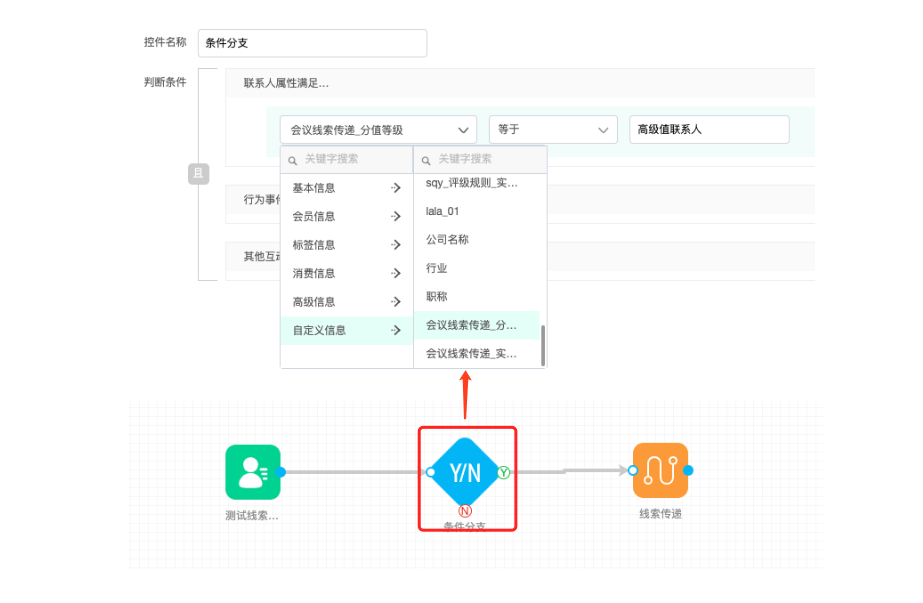 控件名称
条件分支
判断条件
联系人属性满足...
会议线索传递_分值等级
等于
高级值联系人
且
关键字搜索
关键字搜索
基本信息
sqy_评级规则_实...
会员信息
lala_01
行为事件
标签信息
公司名称
消费信息
行业
其他互动
高级信息
职称
自定义信息
会议线索传递_分...
会议线索传递_实...
Y/N
Y
N
测试线索...
条件分支
线索传递